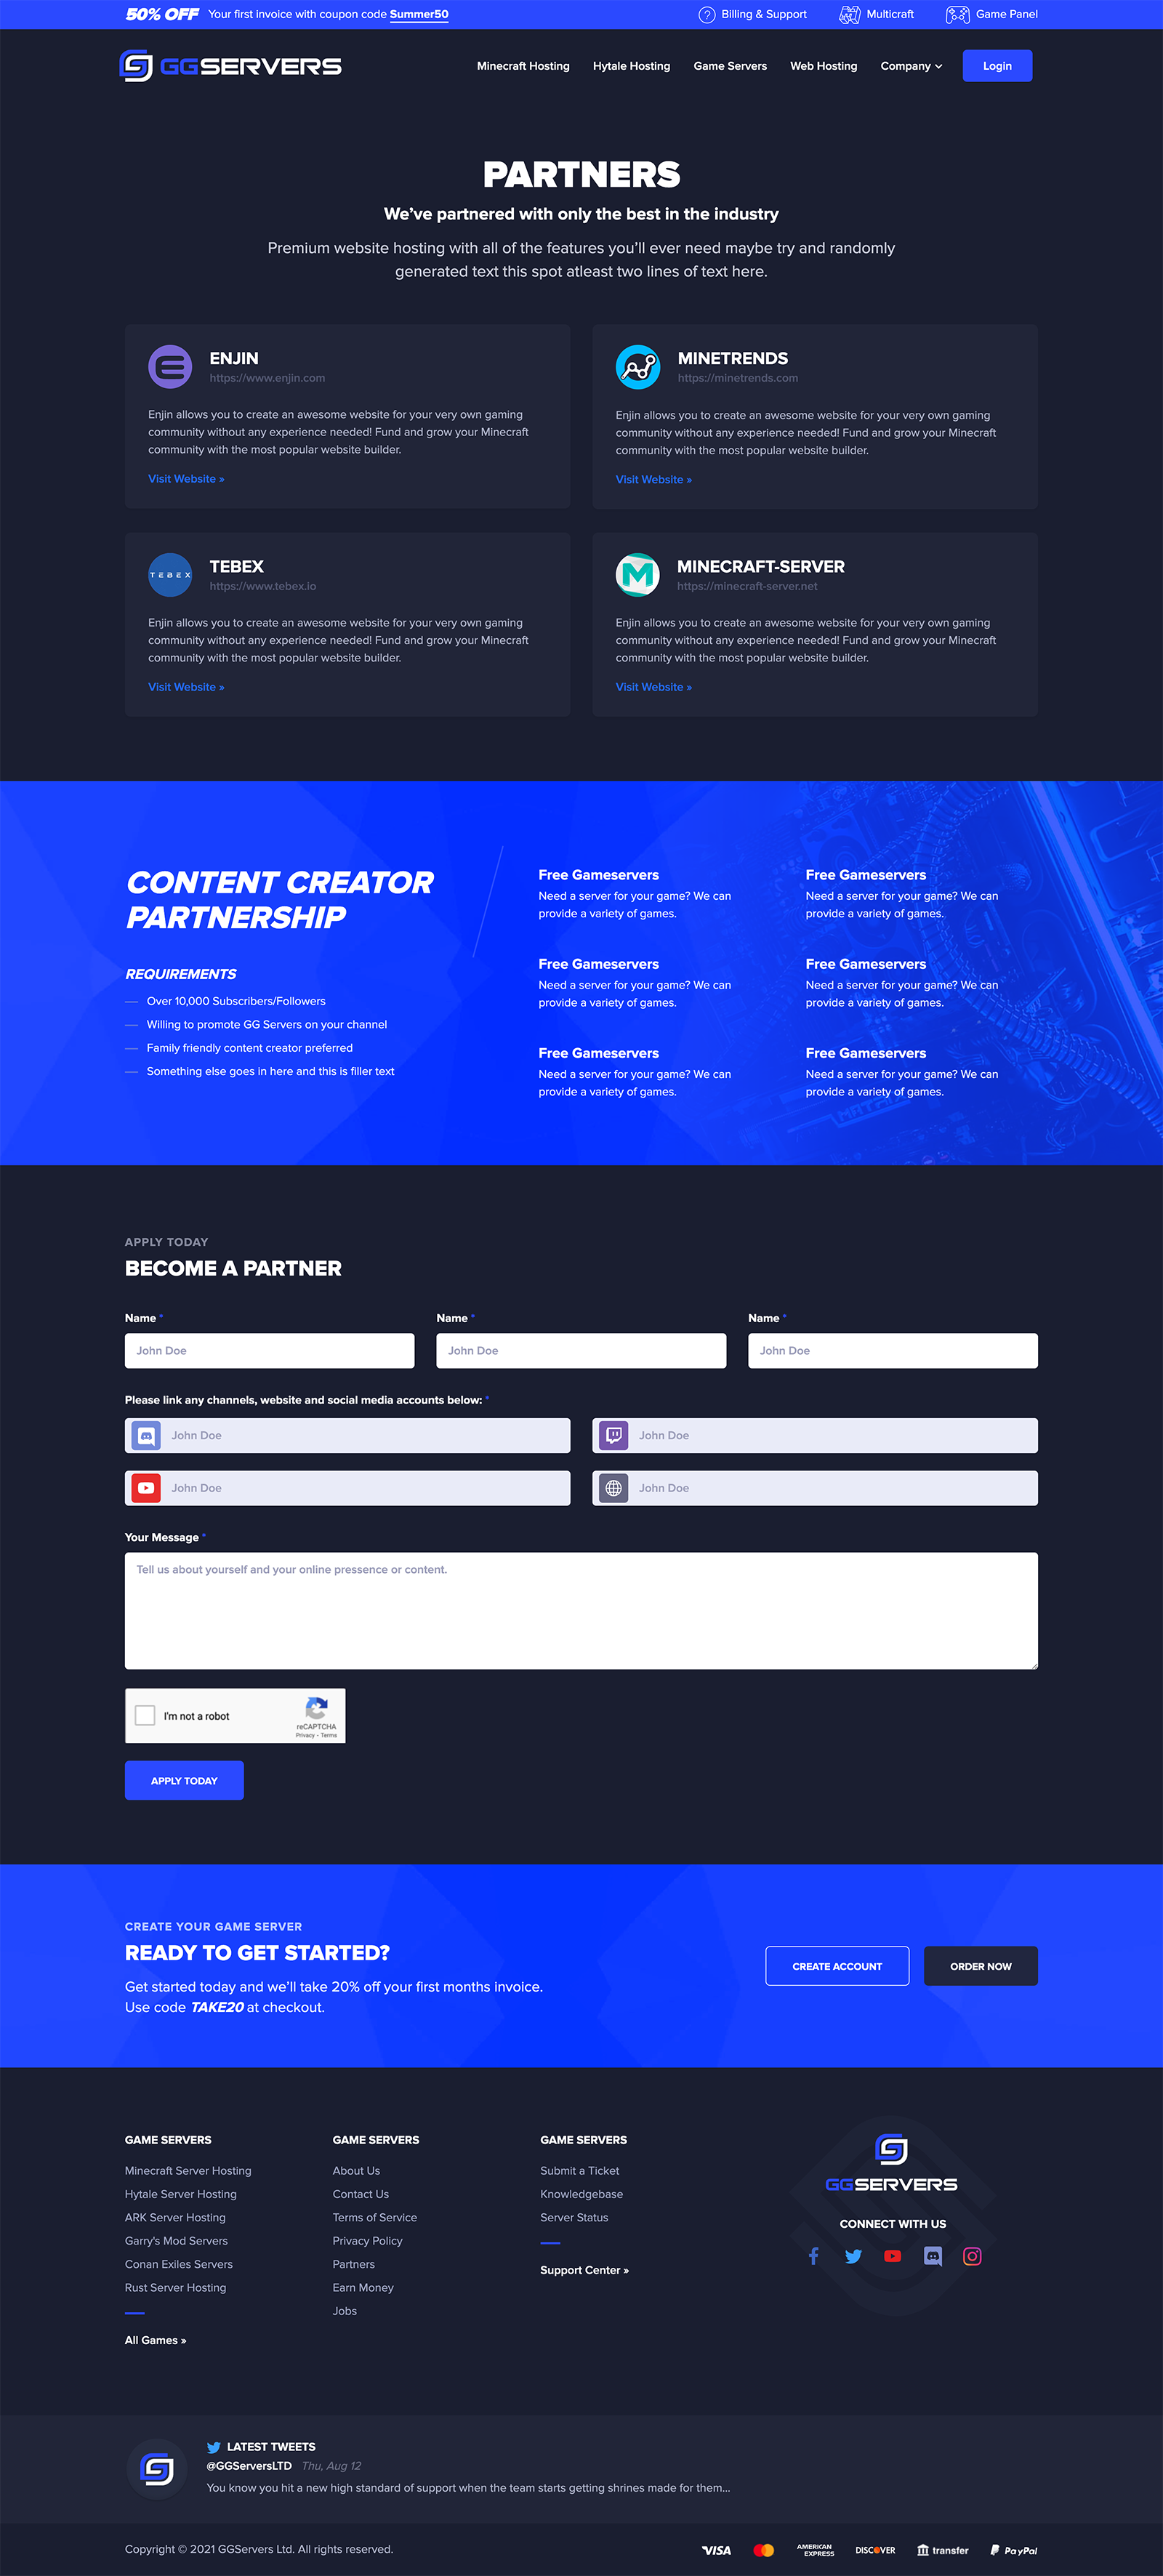 50% OFF Your first invoice with coupon code Summer50
Billing & Support
Multicraft
Game Panel
GGSERVERS
Minecraft Hosting
Hytale Hosting
Game Servers
Web Hosting
Company
Login
PARTNERS
We've partnered with only the best in the industry
Premium website hosting with all of the features you'll ever need maybe try and randomly
generated text this spot atleast two lines of text here.
ENJIN
https://www.enjin.com
Enjin allows you to create an awesome website for your very own gaming
community without any experience needed! Fund and grow your Minecraft
community with the most popular website builder.
Visit Website »
MINETRENDS
https://minetrends.com
Enjin allows you to create an awesome website for your very own gaming
community without any experience needed! Fund and grow your Minecraft
community with the most popular website builder.
Visit Website »
TEBEX
TEBEX
https://www.tebex.io
Enjin allows you to create an awesome website for your very own gaming
community without any experience needed! Fund and grow your Minecraft
community with the most popular website builder.
Visit Website »
M
MINECRAFT-SERVER
https://minecraft-server.net
Enjin allows you to create an awesome website for your very own gaming
community without any experience needed! Fund and grow your Minecraft
community with the most popular website builder.
Visit Website »
CONTENT CREATOR
PARTNERSHIP
REQUIREMENTS
Over 10,000 Subscribers/Followers
Willing to promote GG Servers on your channel
Family friendly content creator preferred
Something else goes in here and this is filler text
Free Gameservers
Need a server for your game? We can
provide a variety of games.
Free Gameservers
Need a server for your game? We can
provide a variety of games.
Free Gameservers
Need a server for your game? We can
provide a variety of games.
Free Gameservers
Need a server for your game? We can
provide a variety of games.
Free Gameservers
Need a server for your game? We can
provide a variety of games.
Free Gameservers
Need a server for your game? We can
provide a variety of games.
APPLY TODAY
BECOME A PARTNER
Name *
John Doe
Name *
John Doe
Name *
John Doe
Please link any channels, website and social media accounts below: *
John Doe
John Doe
John Doe
John Doe
Your Message *
Tell us about yourself and your online pressence or content.
I'm not a robot
reCAPTCHA
Privacy - Terms
APPLY TODAY
CREATE YOUR GAME SERVER
READY TO GET STARTED?
Get started today and we'll take 20% off your first months invoice.
Use code TAKE20 at checkout.
CREATE ACCOUNT
ORDER NOW
GAME SERVERS
Minecraft Server Hosting
Hytale Server Hosting
ARK Server Hosting
Garry's Mod Servers
Conan Exiles Servers
Rust Server Hosting
All Games »
GAME SERVERS
About Us
Contact Us
Terms of Service
Privacy Policy
Partners
Earn Money
Jobs
GAME SERVERS
Submit a Ticket
Knowledgebase
Server Status
Support Center »
GGSERVERS
CONNECT WITH US
LATEST TWEETS
@GGServersLTD Thu, Aug 12
You know you hit a new high standard of support when the team starts getting shrines made for them...
Copyright © 2021 GGServers Ltd. All rights reserved.
VISA
AMERICAN
EXPRESS
DISCOVER
transfer
PayPal